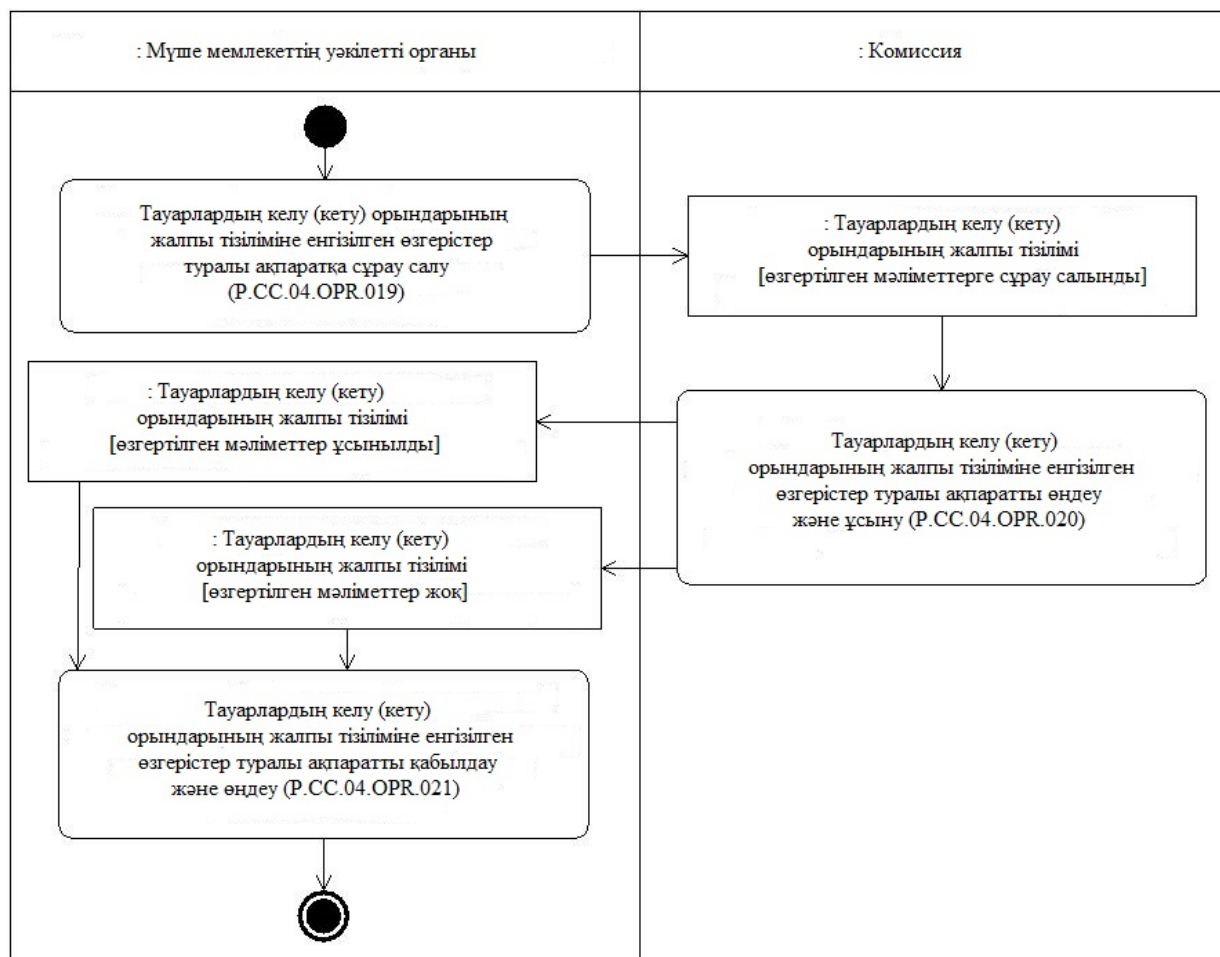 : Мүше мемлекеттің уәкілетті органы
: Комиссия
Тауарлардың келу (кету) орындарының
жалпы тізіліміне енгізілген өзгерістер
туралы ақпаратқа сұрау салу
(P.CC.04.OPR.019)
: Тауарлардың келу (кету)
орындарының жалпы тізілімі
[өзгертілген мәліметтерге сұрау салынды]
: Тауарлардың келу (кету)
орындарының жалпы тізілімі
[өзгертілген мәліметтер ұсынылды]
Тауарлардың келу (кету)
орындарының жалпы тізіліміне енгізілген
өзгерістер туралы ақпаратты өңдеу
және ұсыну (P.CC.04.OPR.020)
: Тауарлардың келу (кету)
орындарының жалпы тізілімі
[өзгертілген мәліметтер жоқ]
Тауарлардың келу (кету)
орындарының жалпы тізіліміне енгізілген
өзгерістер туралы ақпаратты қабылдау
және өңдеу (P.CC.04.OPR.021)